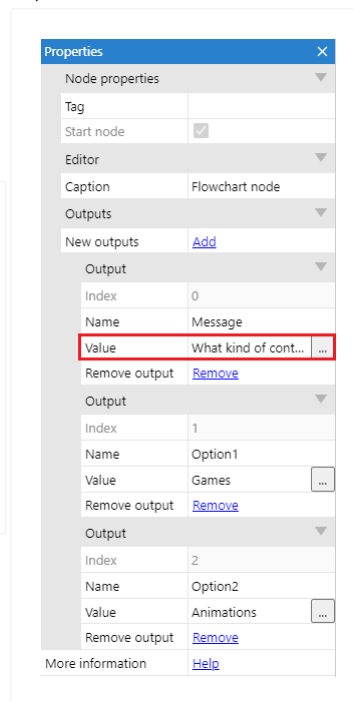 Properties
Node properties
Tag
Start node
Editor
Caption Flowchart node
Outputs
New outputs Add
Output
Index 0
Name Message
Value What kind of cont... ...
Remove output Remove
Output
Index 1
Name Option1
Value Games ...
Remove output Remove
Output
Index 2
Name Option2
Value Animations ...
Remove output Remove
More information Help